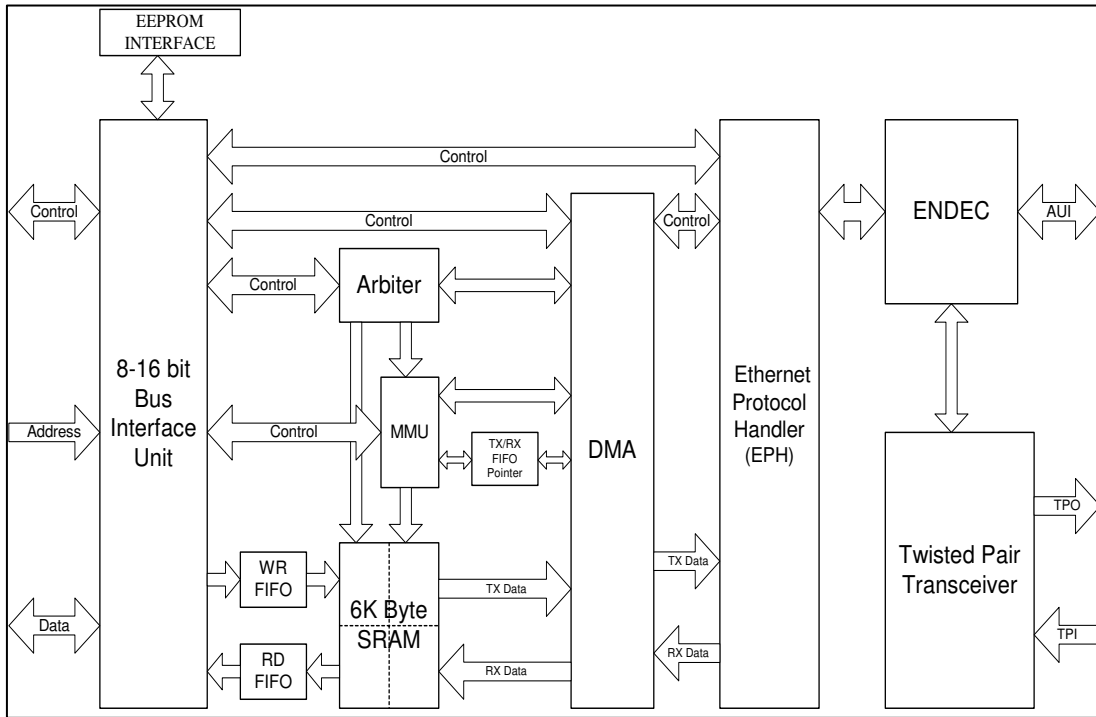 EEPROM
INTERFACE
Control
Control
Control
Control
AUI
ENDEC
Control
Arbiter
8-16 bit
Bus
Interface
Unit
Address
Control
MMU
TX/RX
FIFO
Pointer
DMA
Ethernet
Protocol
Handler
(EPH)
TPO
Twisted Pair
Transceiver
TPI
WR
FIFO
6K Byte
SRAM
TX Data
TX Data
Data
RD
FIFO
RX Data
RX Data